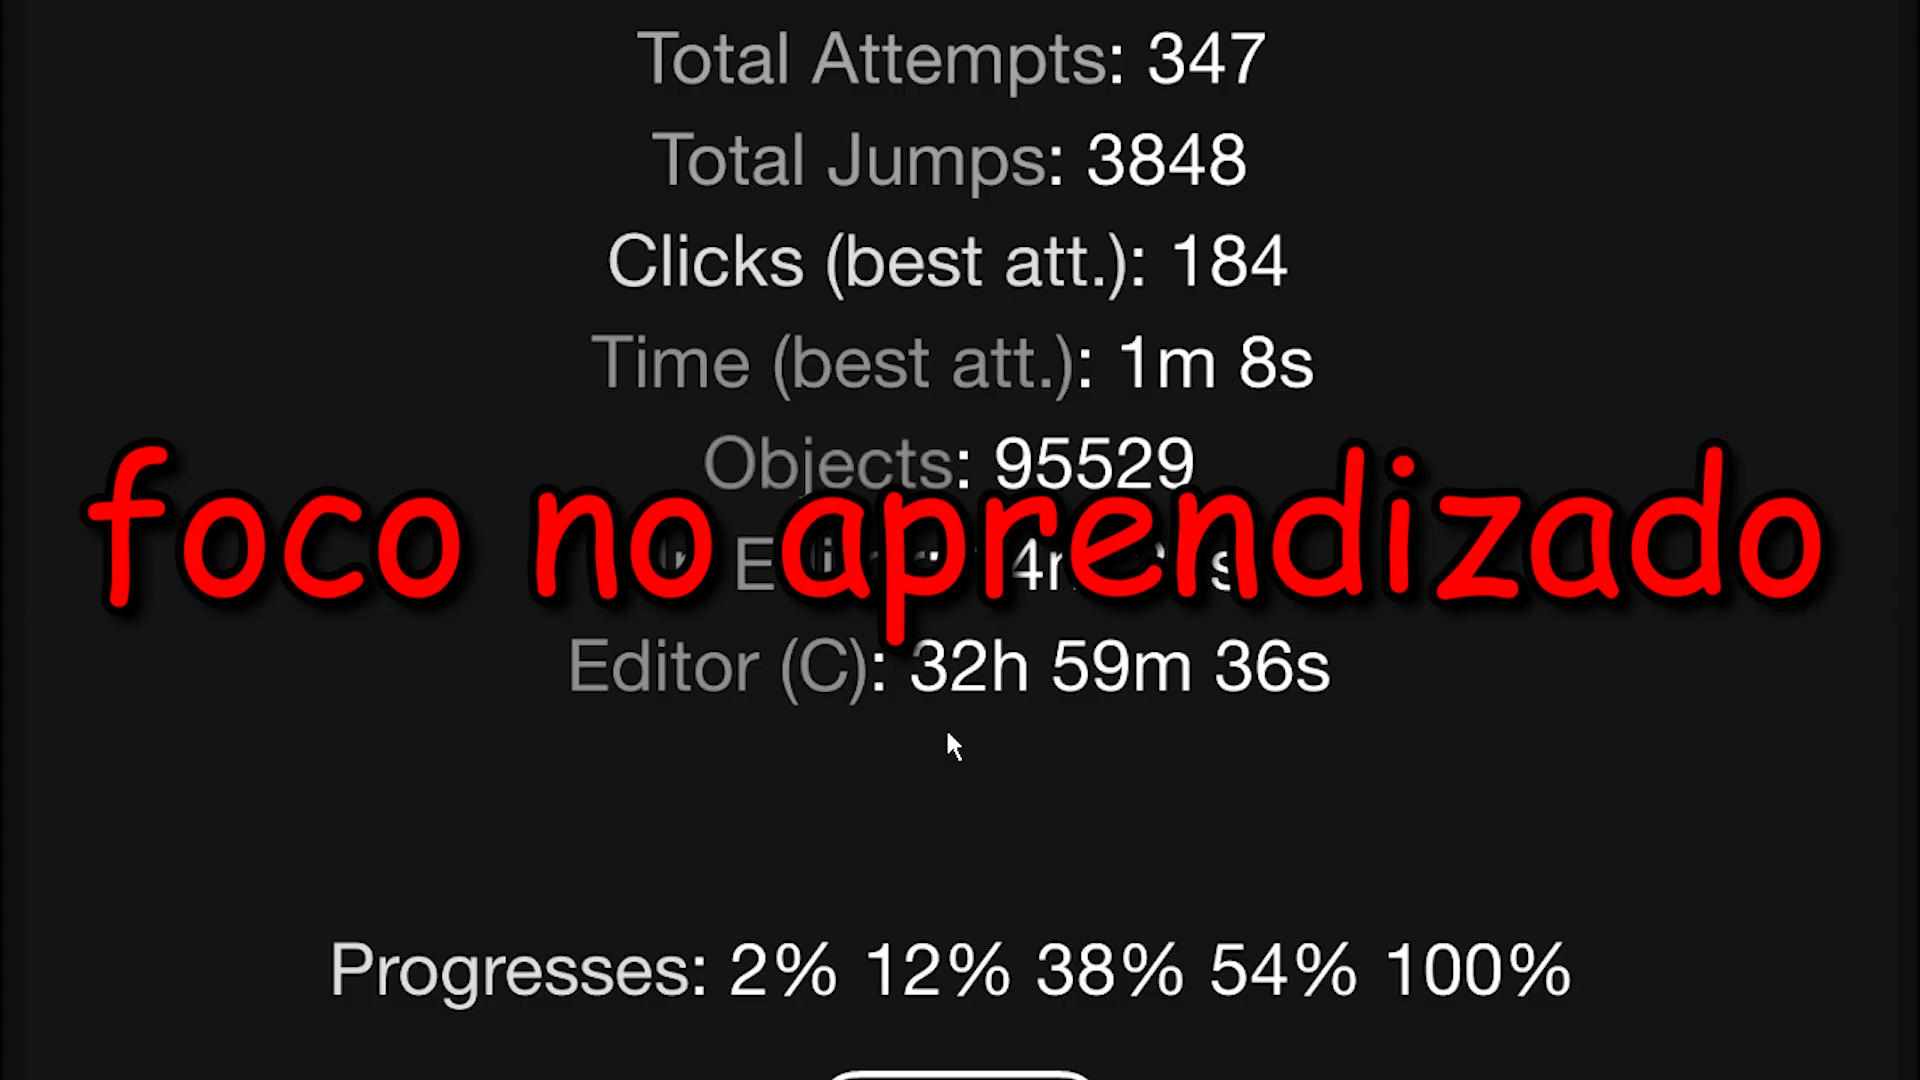 Total Attempts: 347
Total Jumps: 3848
Clicks (best att.): 184
Time (best att.): 1m 8s
Objects: 95529
foco no aprendizado
Editor (C): 32h 59m 36s
Progresses: 2% 12% 38% 54% 100%